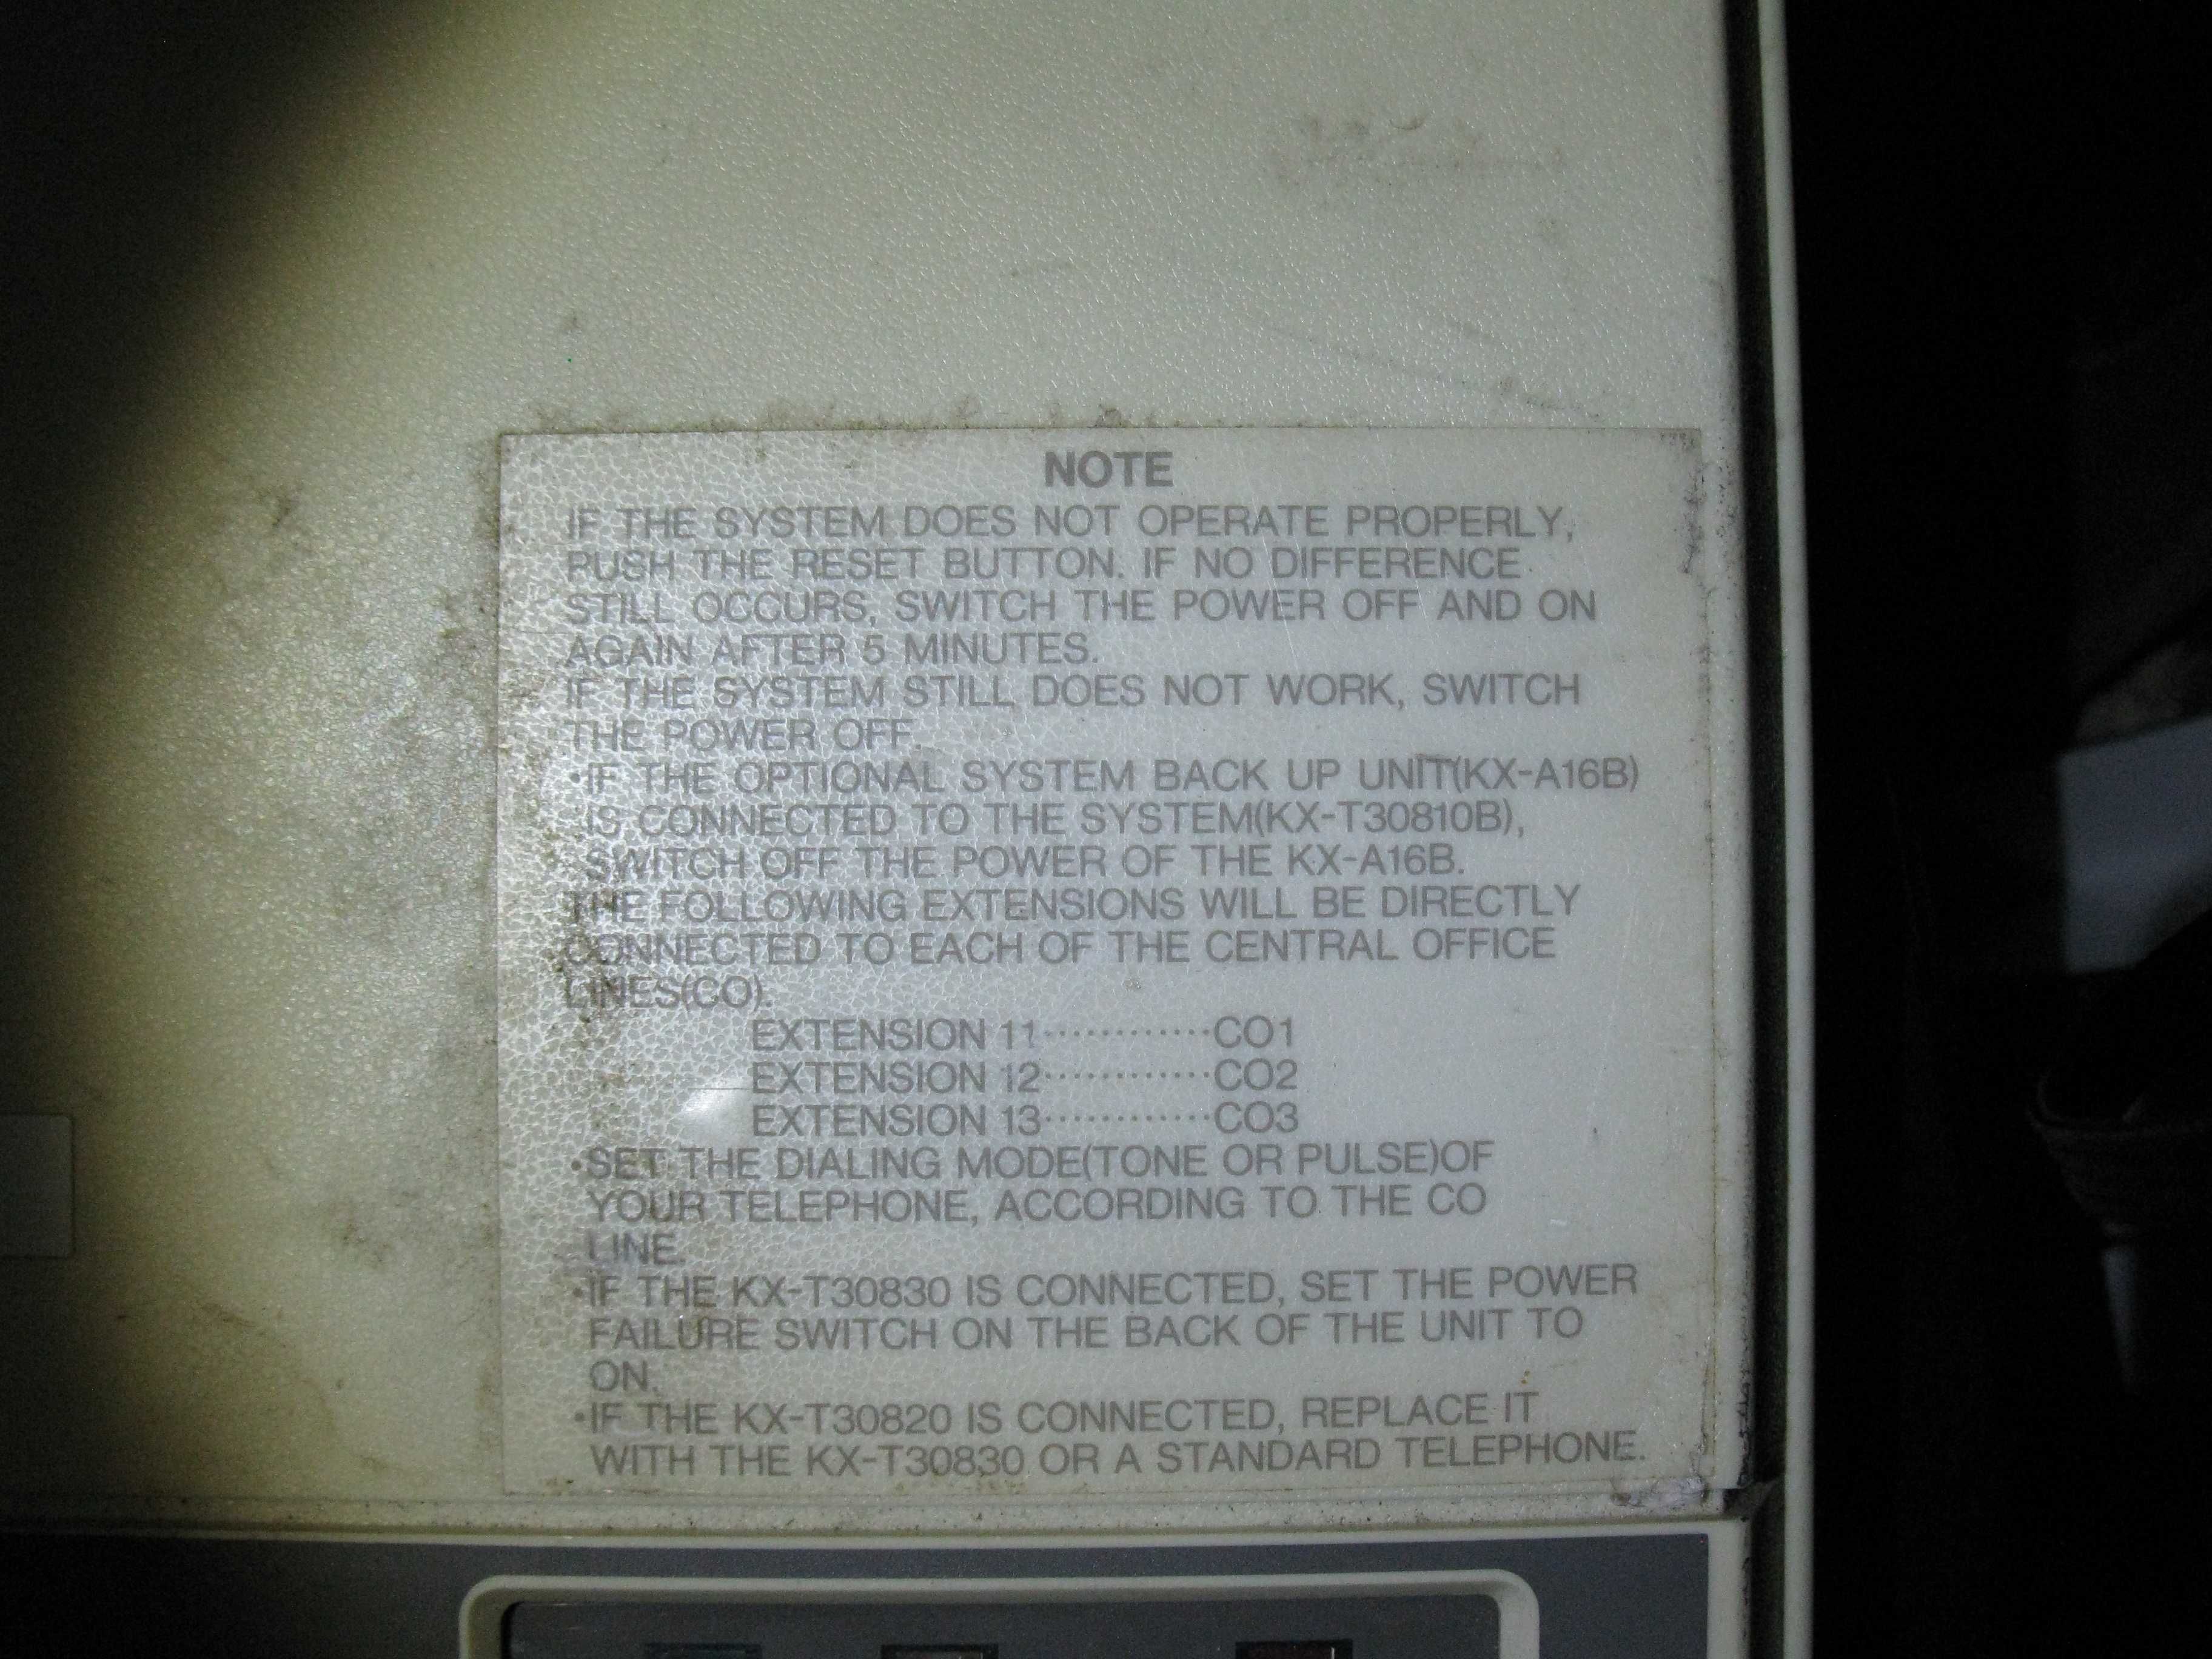 NOTE
IF THE SYSTEM DOES NOT OPERATE PROPERLY,
PUSH THE RESET BUTTON. IF NO DIFFERENCE
STILL OCCURS, SWITCH THE POWER OFF AND ON
AGAIN AFTER 5 MINUTES.
IF THE SYSTEM STILL DOES NOT WORK, SWITCH
THE POWER OFF.
•IF THE OPTIONAL SYSTEM BACK UP UNIT(KX-A16B)
IS CONNECTED TO THE SYSTEM(KX-T30810B),
SWITCH OFF THE POWER OF THE KX-A16B.
THE FOLLOWING EXTENSIONS WILL BE DIRECTLY
CONNECTED TO EACH OF THE CENTRAL OFFICE
LINES(CO).
EXTENSION 11············CO1
EXTENSION 12············CO2
EXTENSION 13············CO3
•SET THE DIALING MODE(TONE OR PULSE)OF
YOUR TELEPHONE, ACCORDING TO THE CO
LINE.
•IF THE KX-T30830 IS CONNECTED, SET THE POWER
FAILURE SWITCH ON THE BACK OF THE UNIT TO
ON.
•IF THE KX-T30820 IS CONNECTED, REPLACE IT
WITH THE KX-T30830 OR A STANDARD TELEPHONE.